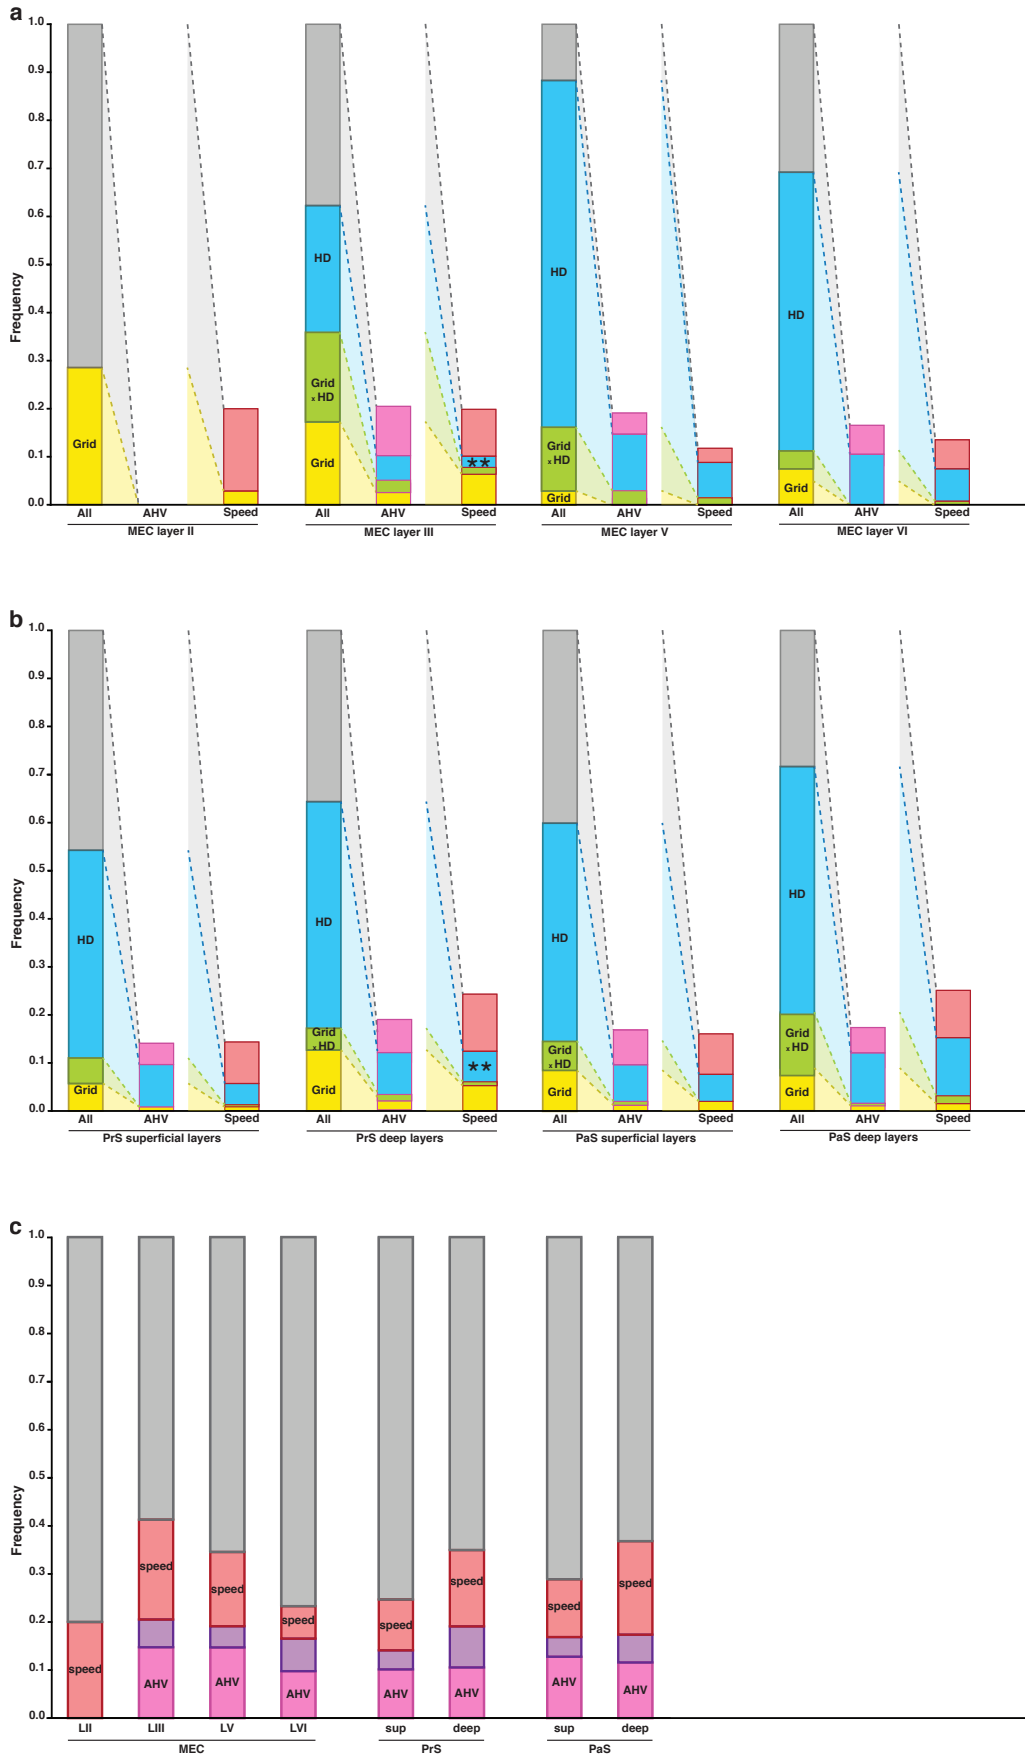 a
1.0
0.9
0.8
0.7
0.6
0.5
0.4
0.3
0.2
0.1
0.0
Frequency
Grid
HD
Grid
x HD
Grid
**
HD
Grid
x HD
Grid
HD
Grid
All AHV Speed All AHV Speed All AHV Speed All AHV Speed
MEC layer II MEC layer III MEC layer V MEC layer VI
b
1.0
0.9
0.8
0.7
0.6
0.5
0.4
0.3
0.2
0.1
0.0
Frequency
HD
Grid
HD
Grid
x HD
Grid
**
HD
Grid
x HD
Grid
HD
Grid
x HD
Grid
All AHV Speed All AHV Speed All AHV Speed All AHV Speed
PrS superficial layers PrS deep layers PaS superficial layers PaS deep layers
c
1.0
0.9
0.8
0.7
0.6
0.5
0.4
0.3
0.2
0.1
0.0
Frequency
speed
speed
AHV
speed
AHV
speed
AHV
speed
AHV
speed
AHV
speed
AHV
speed
AHV
LII LIII LV LVI sup deep sup deep
MEC PrS PaS